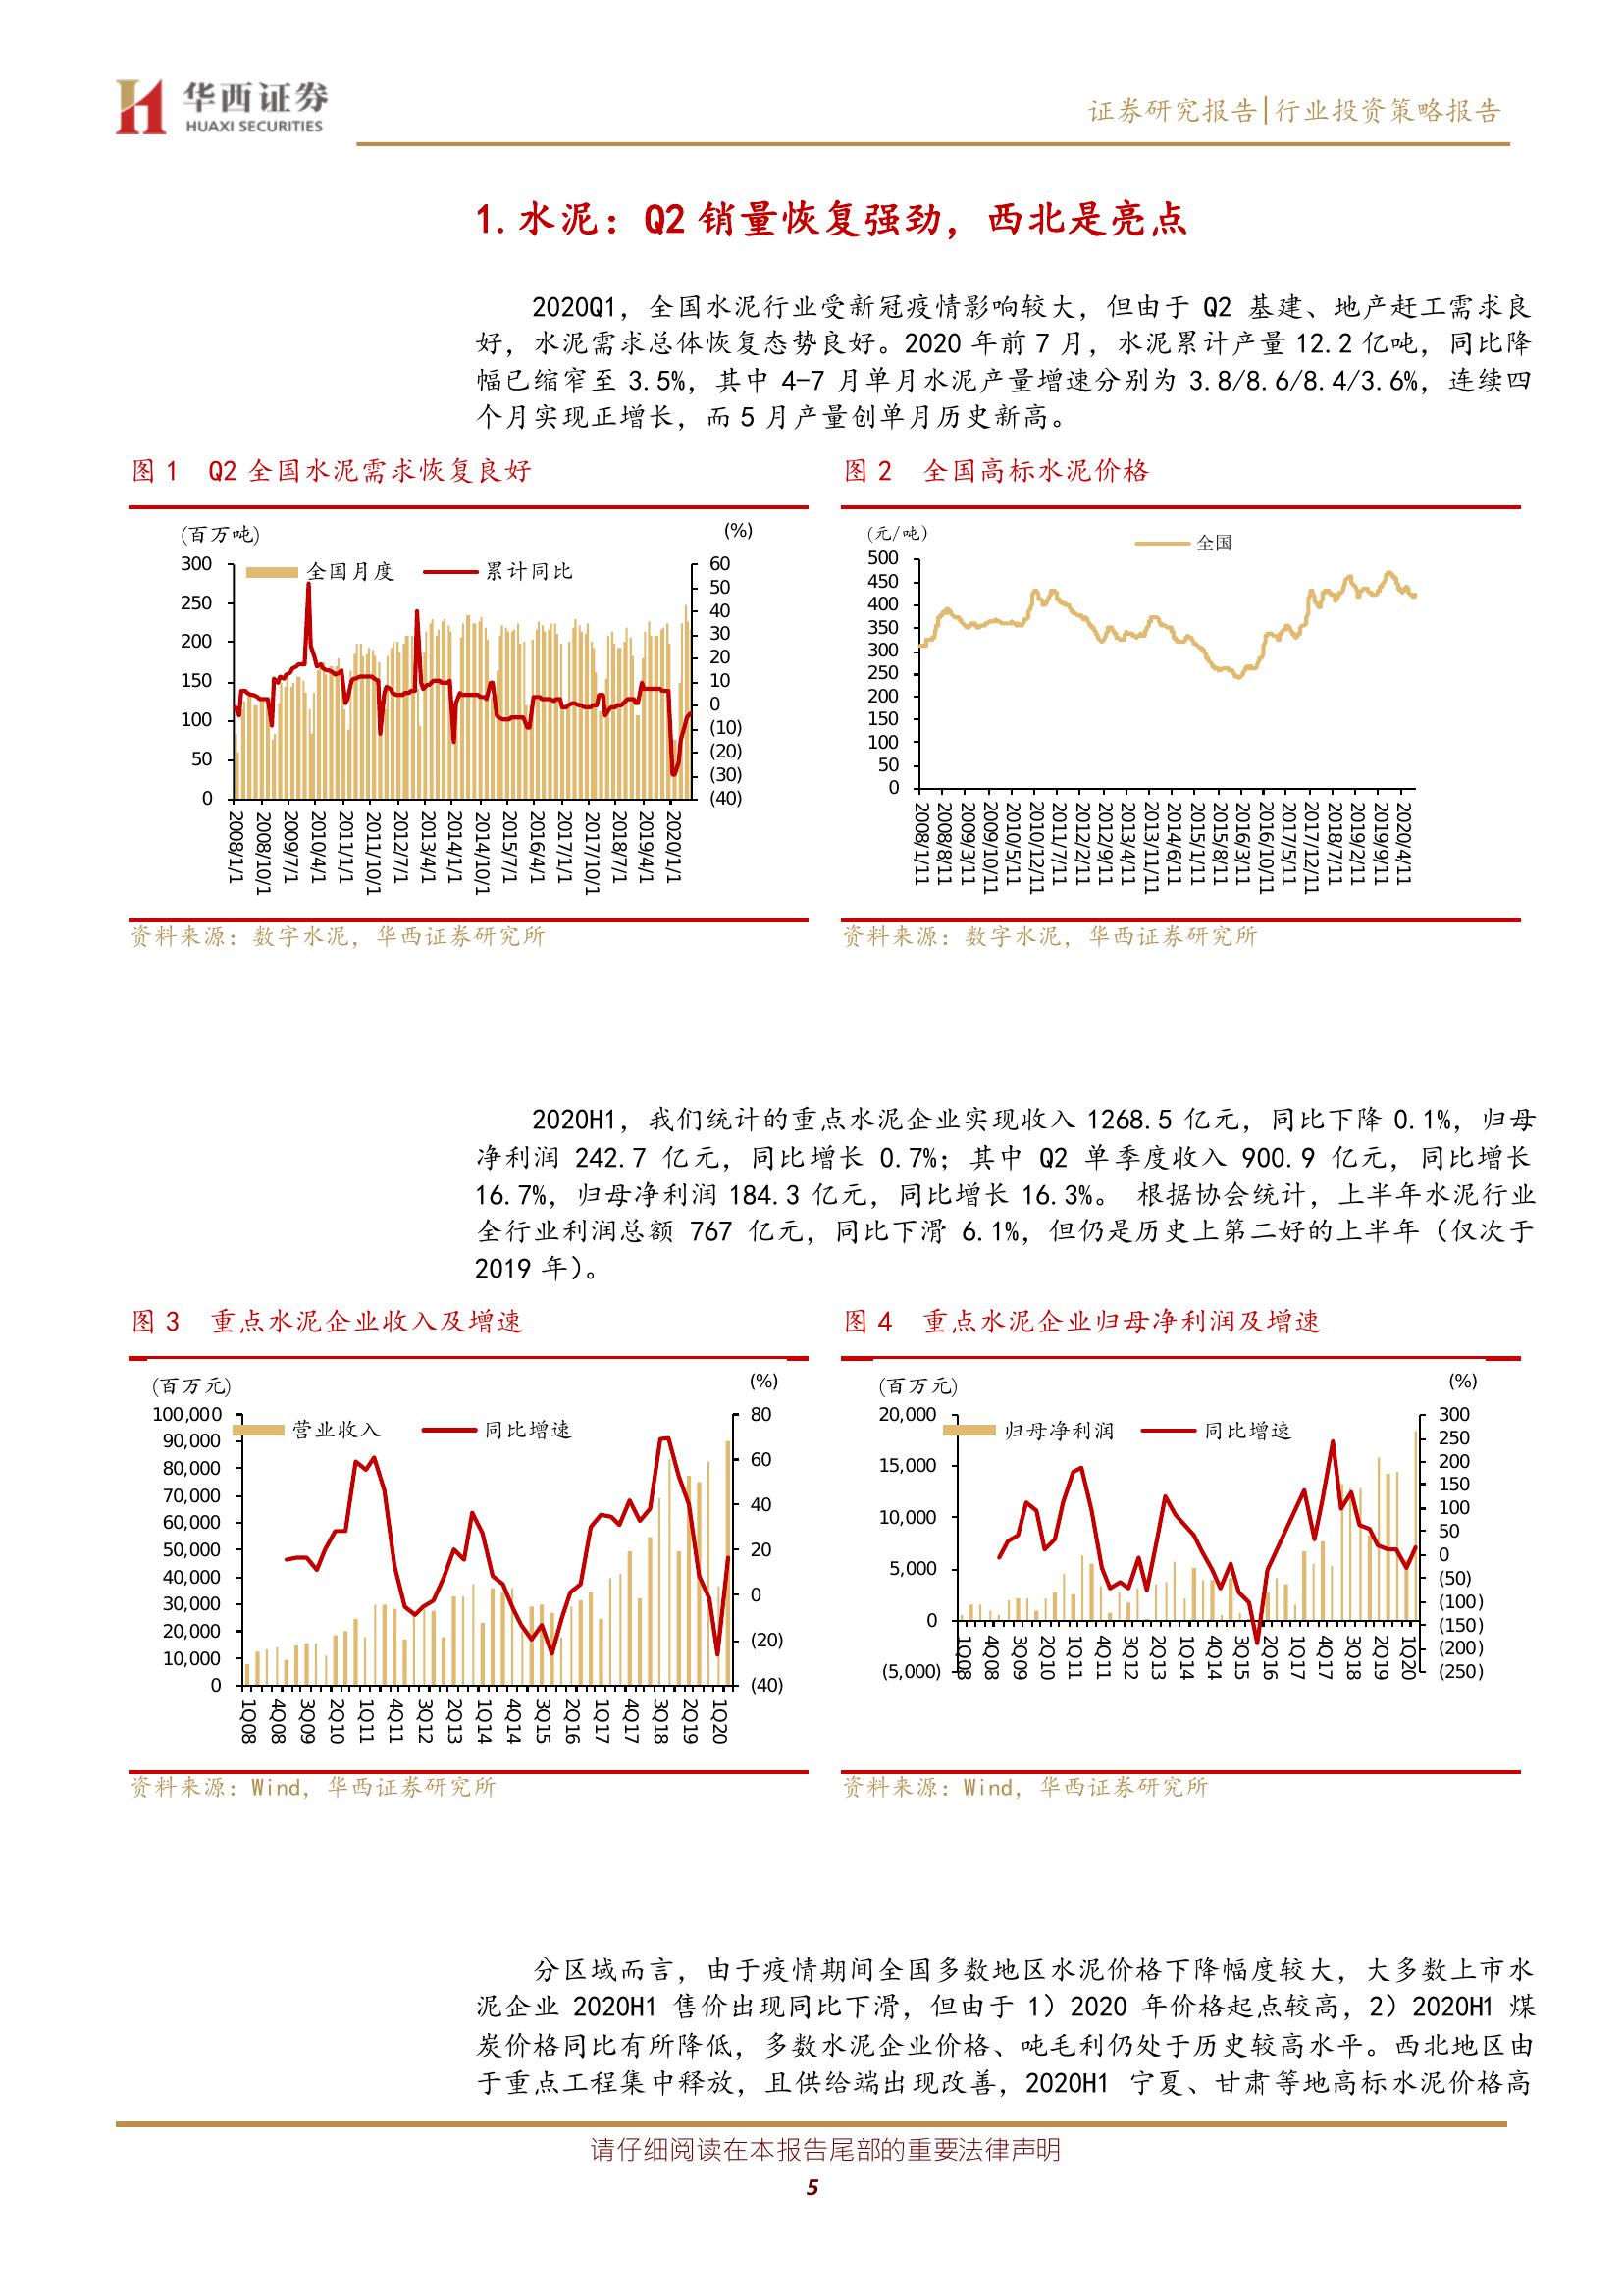 华西证券
HUAXI SECURITIES
证券研究报告|行业投资策略报告
1.水泥：Q2 销量恢复强劲，西北是亮点
2020Q1，全国水泥行业受新冠疫情影响较大，但由于 Q2 基建、地产赶工需求良
好，水泥需求总体恢复态势良好。2020 年前 7 月，水泥累计产量 12.2 亿吨，同比降
幅已缩窄至 3.5%，其中 4-7 月单月水泥产量增速分别为 3.8/8.6/8.4/3.6%，连续四
个月实现正增长，而 5 月产量创单月历史新高。
图 1 Q2 全国水泥需求恢复良好
(百万吨)
(%)
全国月度
累计同比
300
250
200
150
100
50
0
60
50
40
30
20
10
0
(10)
(20)
(30)
(40)
2008/1/1
2008/10/1
2009/7/1
2010/4/1
2011/1/1
2011/10/1
2012/7/1
2013/4/1
2014/1/1
2014/10/1
2015/7/1
2016/4/1
2017/1/1
2017/10/1
2018/7/1
2019/4/1
2020/1/1
资料来源：数字水泥，华西证券研究所
图 2 全国高标水泥价格
(元/吨)
全国
500
450
400
350
300
250
200
150
100
50
0
2008/1/11
2008/8/11
2009/3/11
2009/10/11
2010/5/11
2010/12/11
2011/7/11
2012/2/11
2012/9/11
2013/4/11
2013/11/11
2014/6/11
2015/1/11
2015/8/11
2016/3/11
2016/10/11
2017/5/11
2017/12/11
2018/7/11
2019/2/11
2019/9/11
2020/4/11
资料来源：数字水泥，华西证券研究所
2020H1，我们统计的重点水泥企业实现收入 1268.5 亿元，同比下降 0.1%，归母
净利润 242.7 亿元，同比增长 0.7%；其中 Q2 单季度收入 900.9 亿元，同比增长
16.7%，归母净利润 184.3 亿元，同比增长 16.3%。 根据协会统计，上半年水泥行业
全行业利润总额 767 亿元，同比下滑 6.1%，但仍是历史上第二好的上半年（仅次于
2019 年）。
图 3 重点水泥企业收入及增速
(百万元)
(%)
营业收入
同比增速
100,000
90,000
80,000
70,000
60,000
50,000
40,000
30,000
20,000
10,000
0
80
60
40
20
0
(20)
(40)
1Q08
4Q08
3Q09
2Q10
1Q11
4Q11
3Q12
2Q13
1Q14
4Q14
3Q15
2Q16
1Q17
4Q17
3Q18
2Q19
1Q20
资料来源：Wind，华西证券研究所
图 4 重点水泥企业归母净利润及增速
(百万元)
(%)
归母净利润
同比增速
20,000
15,000
10,000
5,000
0
(5,000)
300
250
200
150
100
50
0
(50)
(100)
(150)
(200)
(250)
1Q08
4Q08
3Q09
2Q10
1Q11
4Q11
3Q12
2Q13
1Q14
4Q14
3Q15
2Q16
1Q17
4Q17
3Q18
2Q19
1Q20
资料来源：Wind，华西证券研究所
分区域而言，由于疫情期间全国多数地区水泥价格下降幅度较大，大多数上市水
泥企业 2020H1 售价出现同比下滑，但由于 1）2020 年价格起点较高，2）2020H1 煤
炭价格同比有所降低，多数水泥企业价格、吨毛利仍处于历史较高水平。西北地区由
于重点工程集中释放，且供给端出现改善，2020H1 宁夏、甘肃等地高标水泥价格高
请仔细阅读在本报告尾部的重要法律声明
5